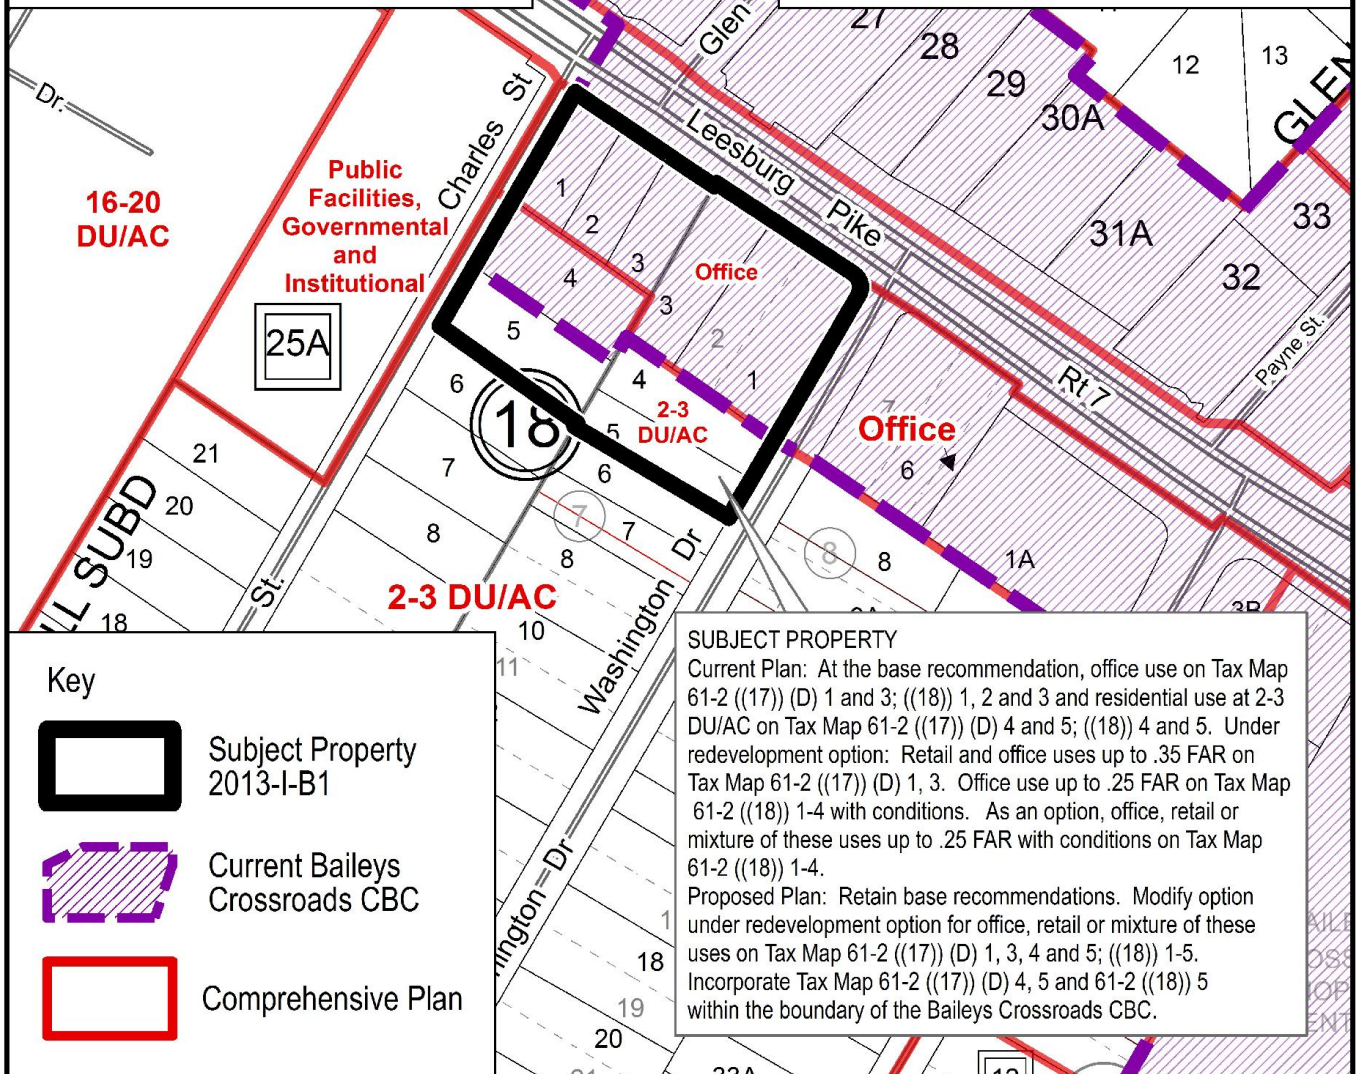 Dr.
16-20
DU/AC
Public
Facilities,
Governmental
and
Institutional
25A
Charles
St
Glen
Leesburg
Pike
27
28
29
30A
12
13
GLEN
31A
32
33
Payne St.
Rt 7
1
2
3
4
5
Office
3
2
1
4
5
2-3
DU/AC
6
18
7
8
6
7
7
8
Office
7
6
8
8
1A
3B
21
20
19
18
LL SUBD
St.
2-3 DU/AC
10
11
Washington
Dr
Key
Subject Property
2013-I-B1
Current Baileys
Crossroads CBC
Comprehensive Plan
SUBJECT PROPERTY
Current Plan:  At the base recommendation, office use on Tax Map
61-2 ((17)) (D) 1 and 3; ((18)) 1, 2 and 3 and residential use at 2-3
DU/AC on Tax Map 61-2 ((17)) (D) 4 and 5; ((18)) 4 and 5.  Under
redevelopment option:  Retail and office uses up to .35 FAR on
Tax Map 61-2 ((17)) (D) 1, 3.  Office use up to .25 FAR on Tax Map
61-2 ((18)) 1-4 with conditions.   As an option, office, retail or
mixture of these uses up to .25 FAR with conditions on Tax Map
61-2 ((18)) 1-4.
Proposed Plan:  Retain base recommendations.  Modify option
under redevelopment option for office, retail or mixture of these
uses on Tax Map 61-2 ((17)) (D) 1, 3, 4 and 5; ((18)) 1-5.
Incorporate Tax Map 61-2 ((17)) (D) 4, 5 and 61-2 ((18)) 5
within the boundary of the Baileys Crossroads CBC.
ington Dr
18
19
20